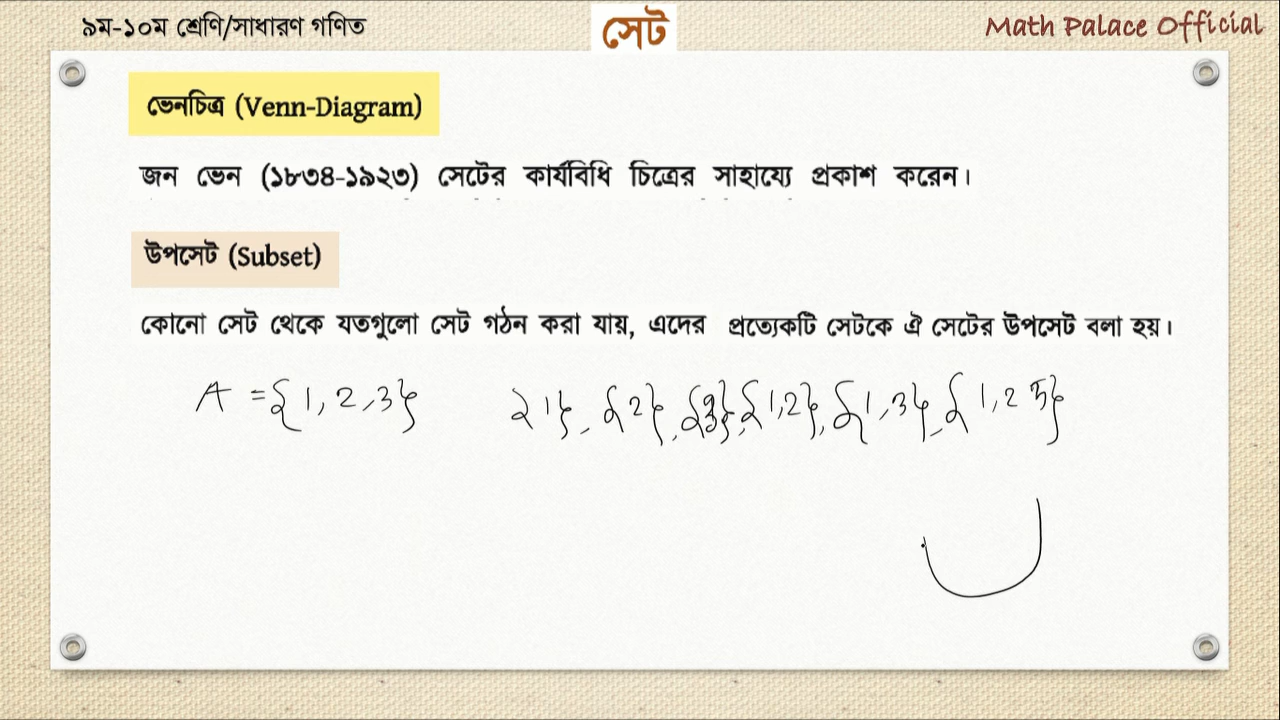 ৯ম-১০ম শ্রেণি/সাধারণ গণিত
সেট
Math Palace Official
ভেনচিত্র (Venn-Diagram)
জন ভেন (১৮৩৪-১৯২৩) সেটের কার্যবিধি চিত্রের সাহায্যে প্রকাশ করেন।
উপসেট (Subset)
কোনো সেট থেকে যতগুলো সেট গঠন করা যায়, এদের প্রত্যেকটি সেটকে ঐ সেটের উপসেট বলা হয়।
A = {1, 2, 3} {1}, {2}, {3}, {1,2}, {1,3}, {1,2 3}